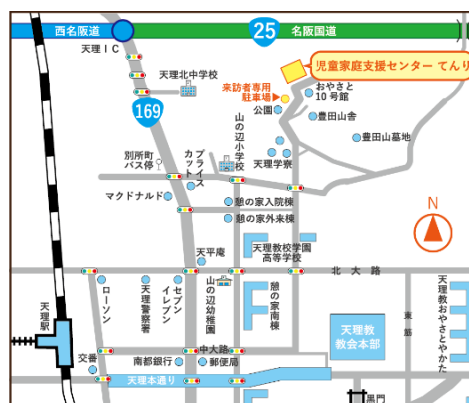 西名阪道
25
名阪国道
天理IC
天理北中学校
169
児童家庭支援センター てんり
来訪者専用
駐車場
おやさと
10号館
公園
豊田山舎
豊田山墓地
天理学寮
山の辺小学校
別所町
バス停
プライス
カット
マクドナルド
憩の家入院棟
憩の家外来棟
N
天平庵
天理教校学園
高等学校
北大路
ローソン
天理警察署
セブン
イレブン
山の辺幼稚園
憩の家南棟
東筋
天理教おやさとやかた
天理駅
天理教
教会本部
交番
南都銀行
中大路
郵便局
天理本通り
黒門